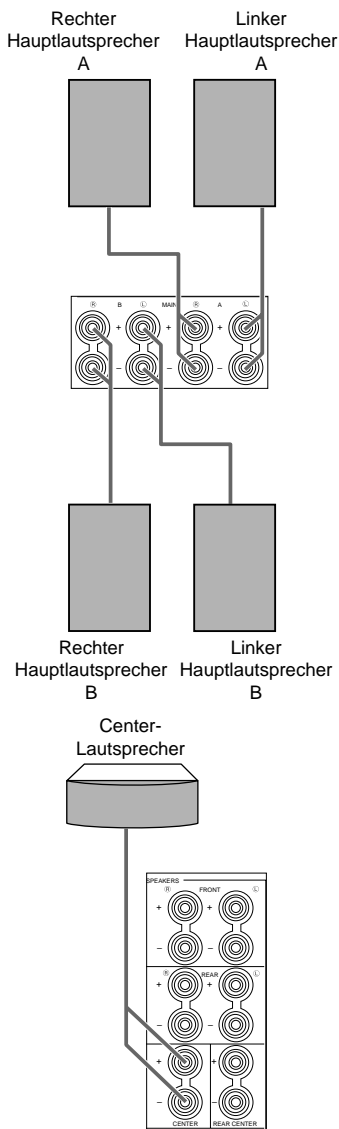 Rechter
Hauptlautsprecher
A
Linker
Hauptlautsprecher
A
R B L MAIN R A L
+ + +
– – –
Rechter
Hauptlautsprecher
B
Linker
Hauptlautsprecher
B
Center-
Lautsprecher
SPEAKERS
R FRONT L
+ +
– –
R REAR L
+ +
– –
+ +
– –
CENTER REAR CENTER